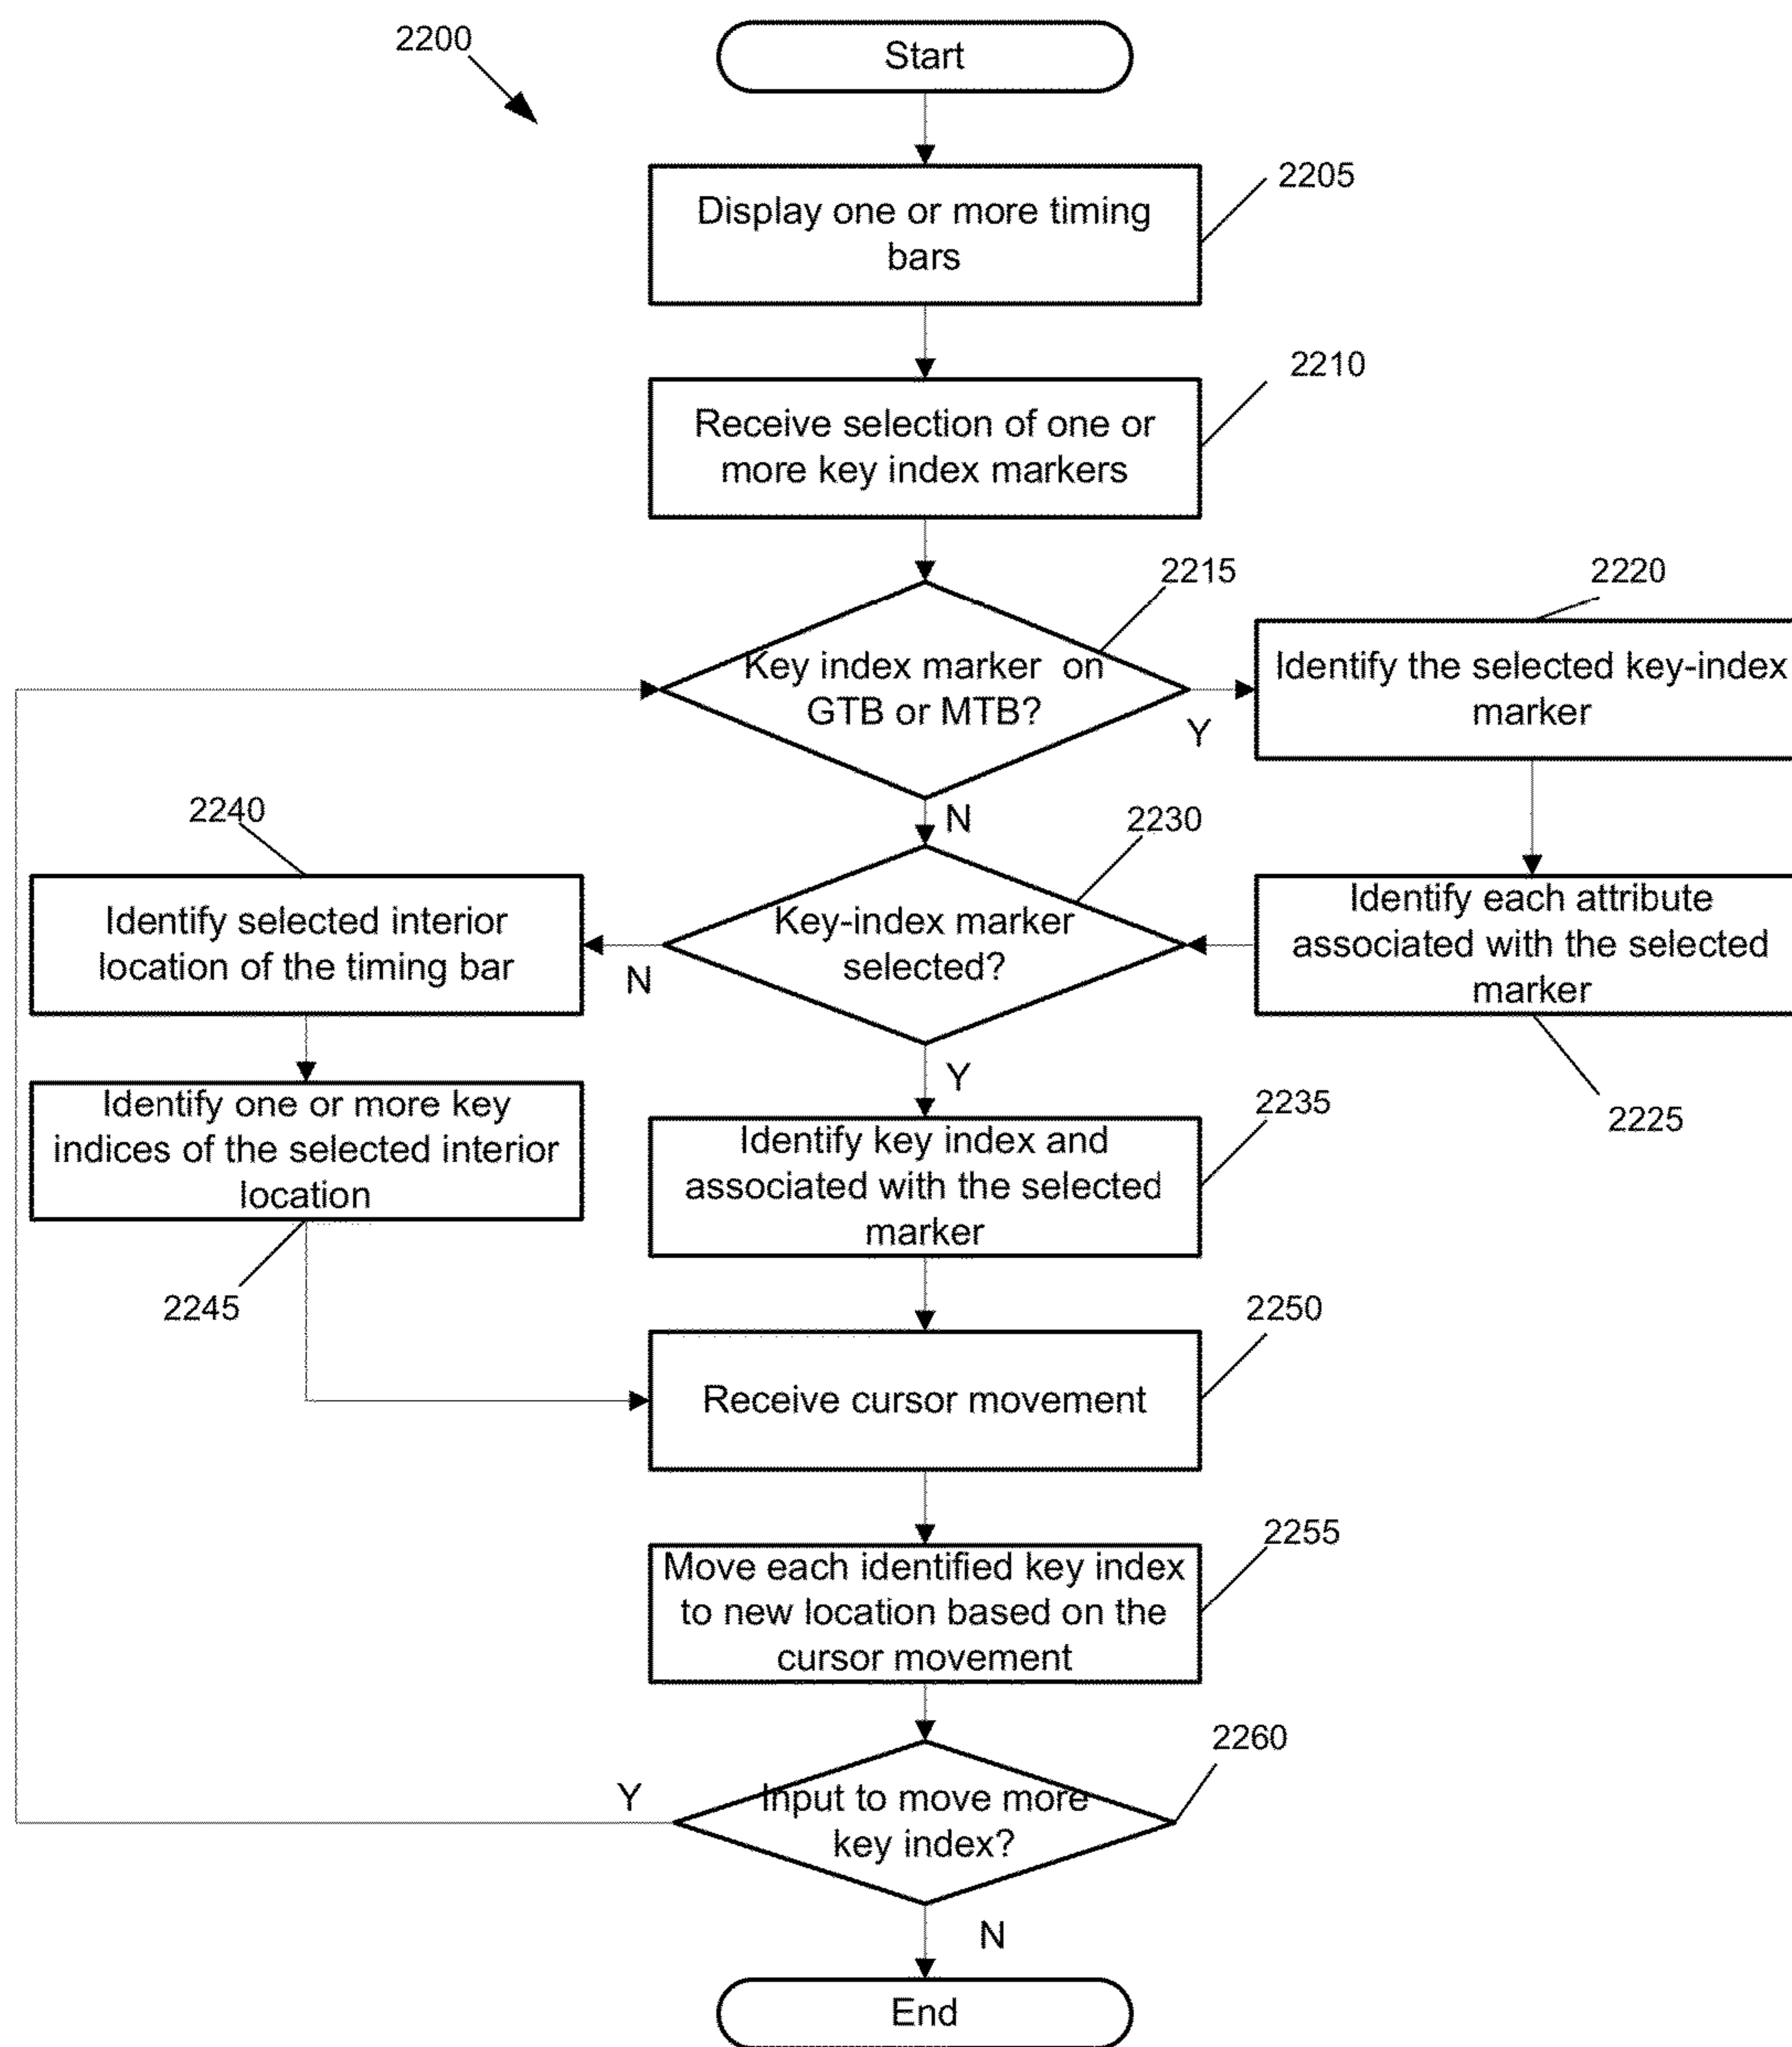 2200
Start
2205
Display one or more timing
bars
2210
Receive selection of one or
more key index markers
2215
Key index marker on
GTB or MTB?
Y
N
2220
Identify the selected key-index
marker
Identify each attribute
associated with the selected
marker
2225
2230
Key-index marker
selected?
N
Y
2240
Identify selected interior
location of the timing bar
Identify one or more key
indices of the selected interior
location
2245
2235
Identify key index and
associated with the selected
marker
2250
Receive cursor movement
2255
Move each identified key index
to new location based on the
cursor movement
2260
Input to move more
key index?
Y
N
End